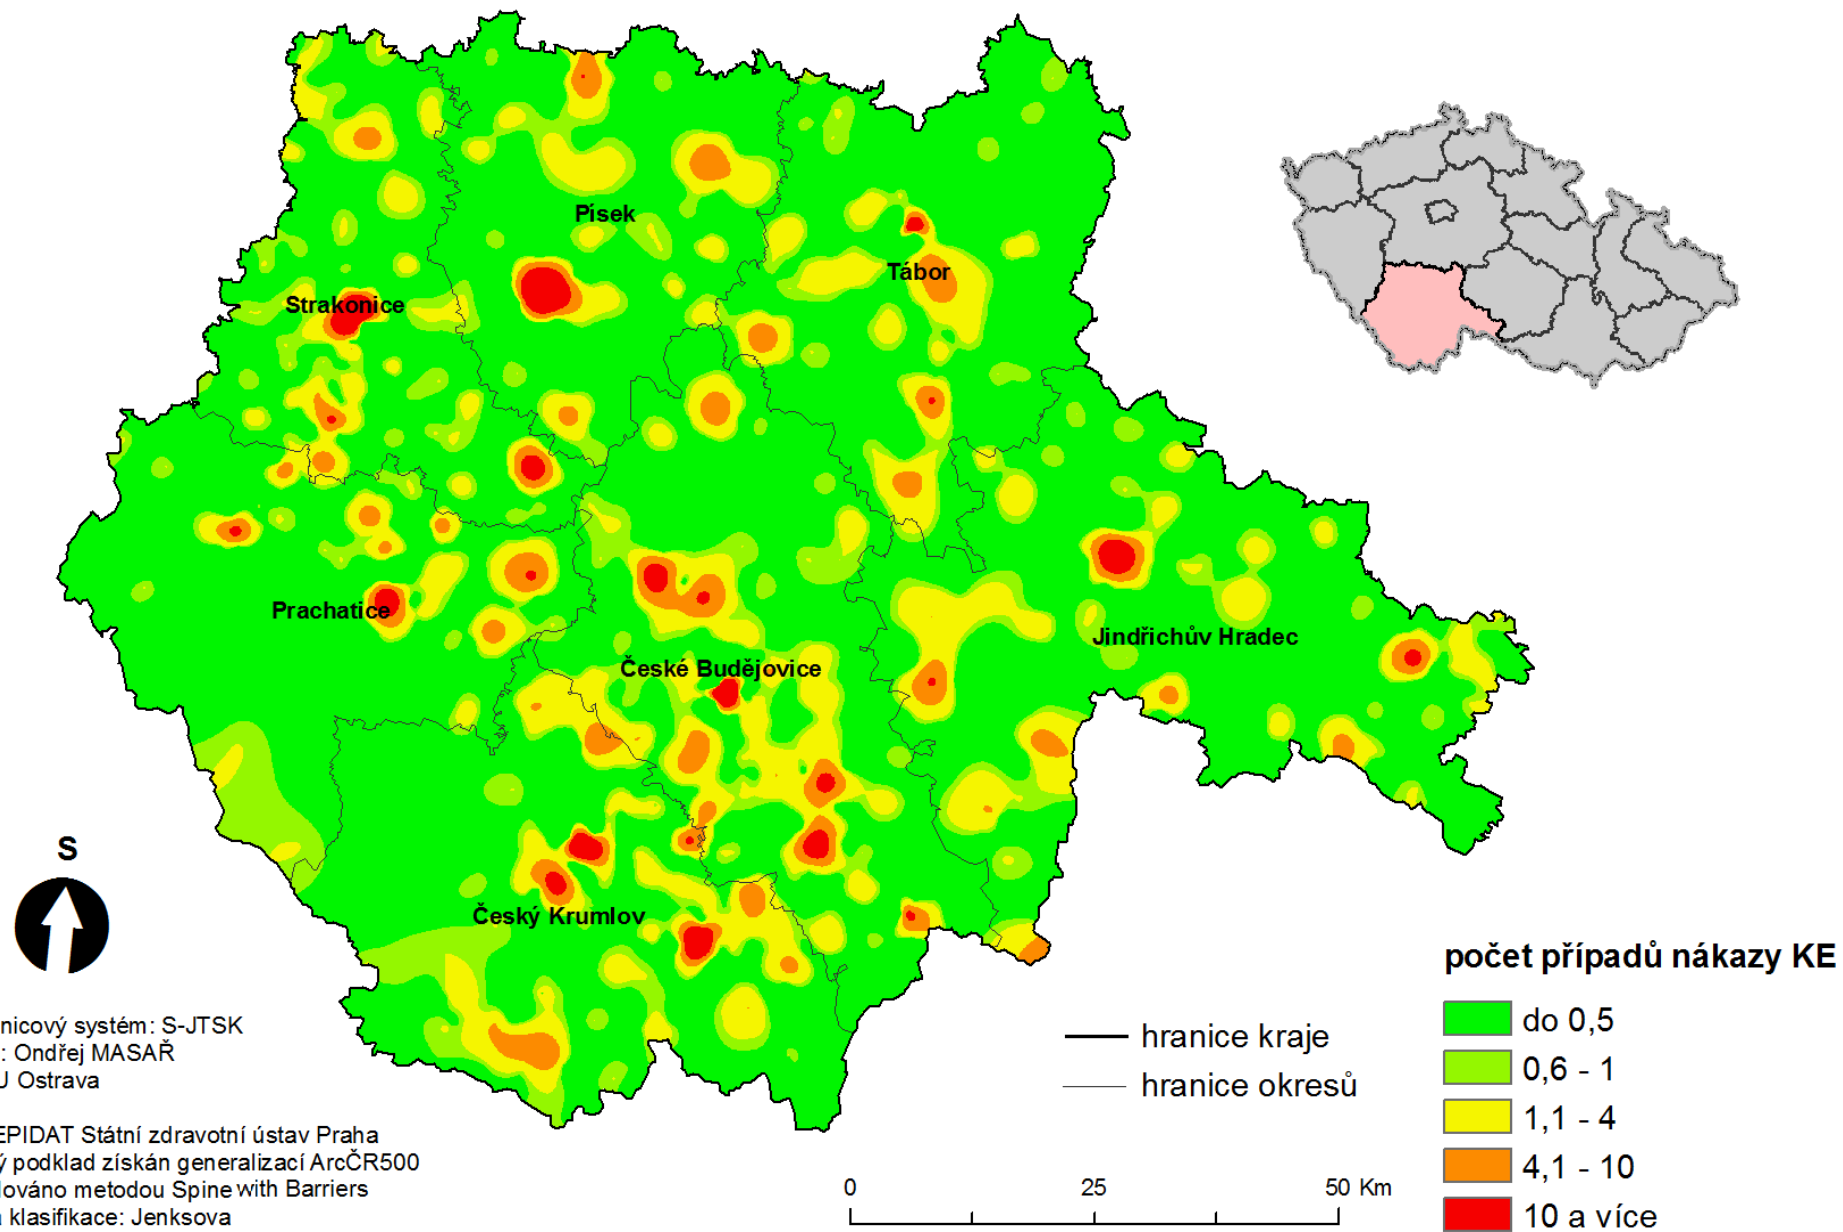 Písek
Tábor
Strakonice
Prachatice
Jindřichův Hradec
České Budějovice
Český Krumlov
S
nicový systém: S-JTSK
: Ondřej MASAŘ
U Ostrava
EPIDAT Státní zdravotní ústav Praha
ý podklad získán generalizací ArcČR500
lováno metodou Spine with Barriers
klasifikace: Jenksova
hranice kraje
hranice okresů
0 25 50 Km
počet případů nákazy KE
do 0,5
0,6 - 1
1,1 - 4
4,1 - 10
10 a více